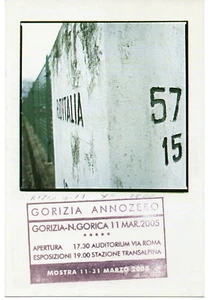 ITALIA
57
15
GORIZIA ANNOZERO
GORIZIA-N.GORICA 11 MAR.2005
*****
APERTURA 17.30 AUDITORIUM VIA ROMA
ESPOSIZIONI 19.00 STAZIONE TRANSALPINA
MOSTRA 11-31 MARZO 2005